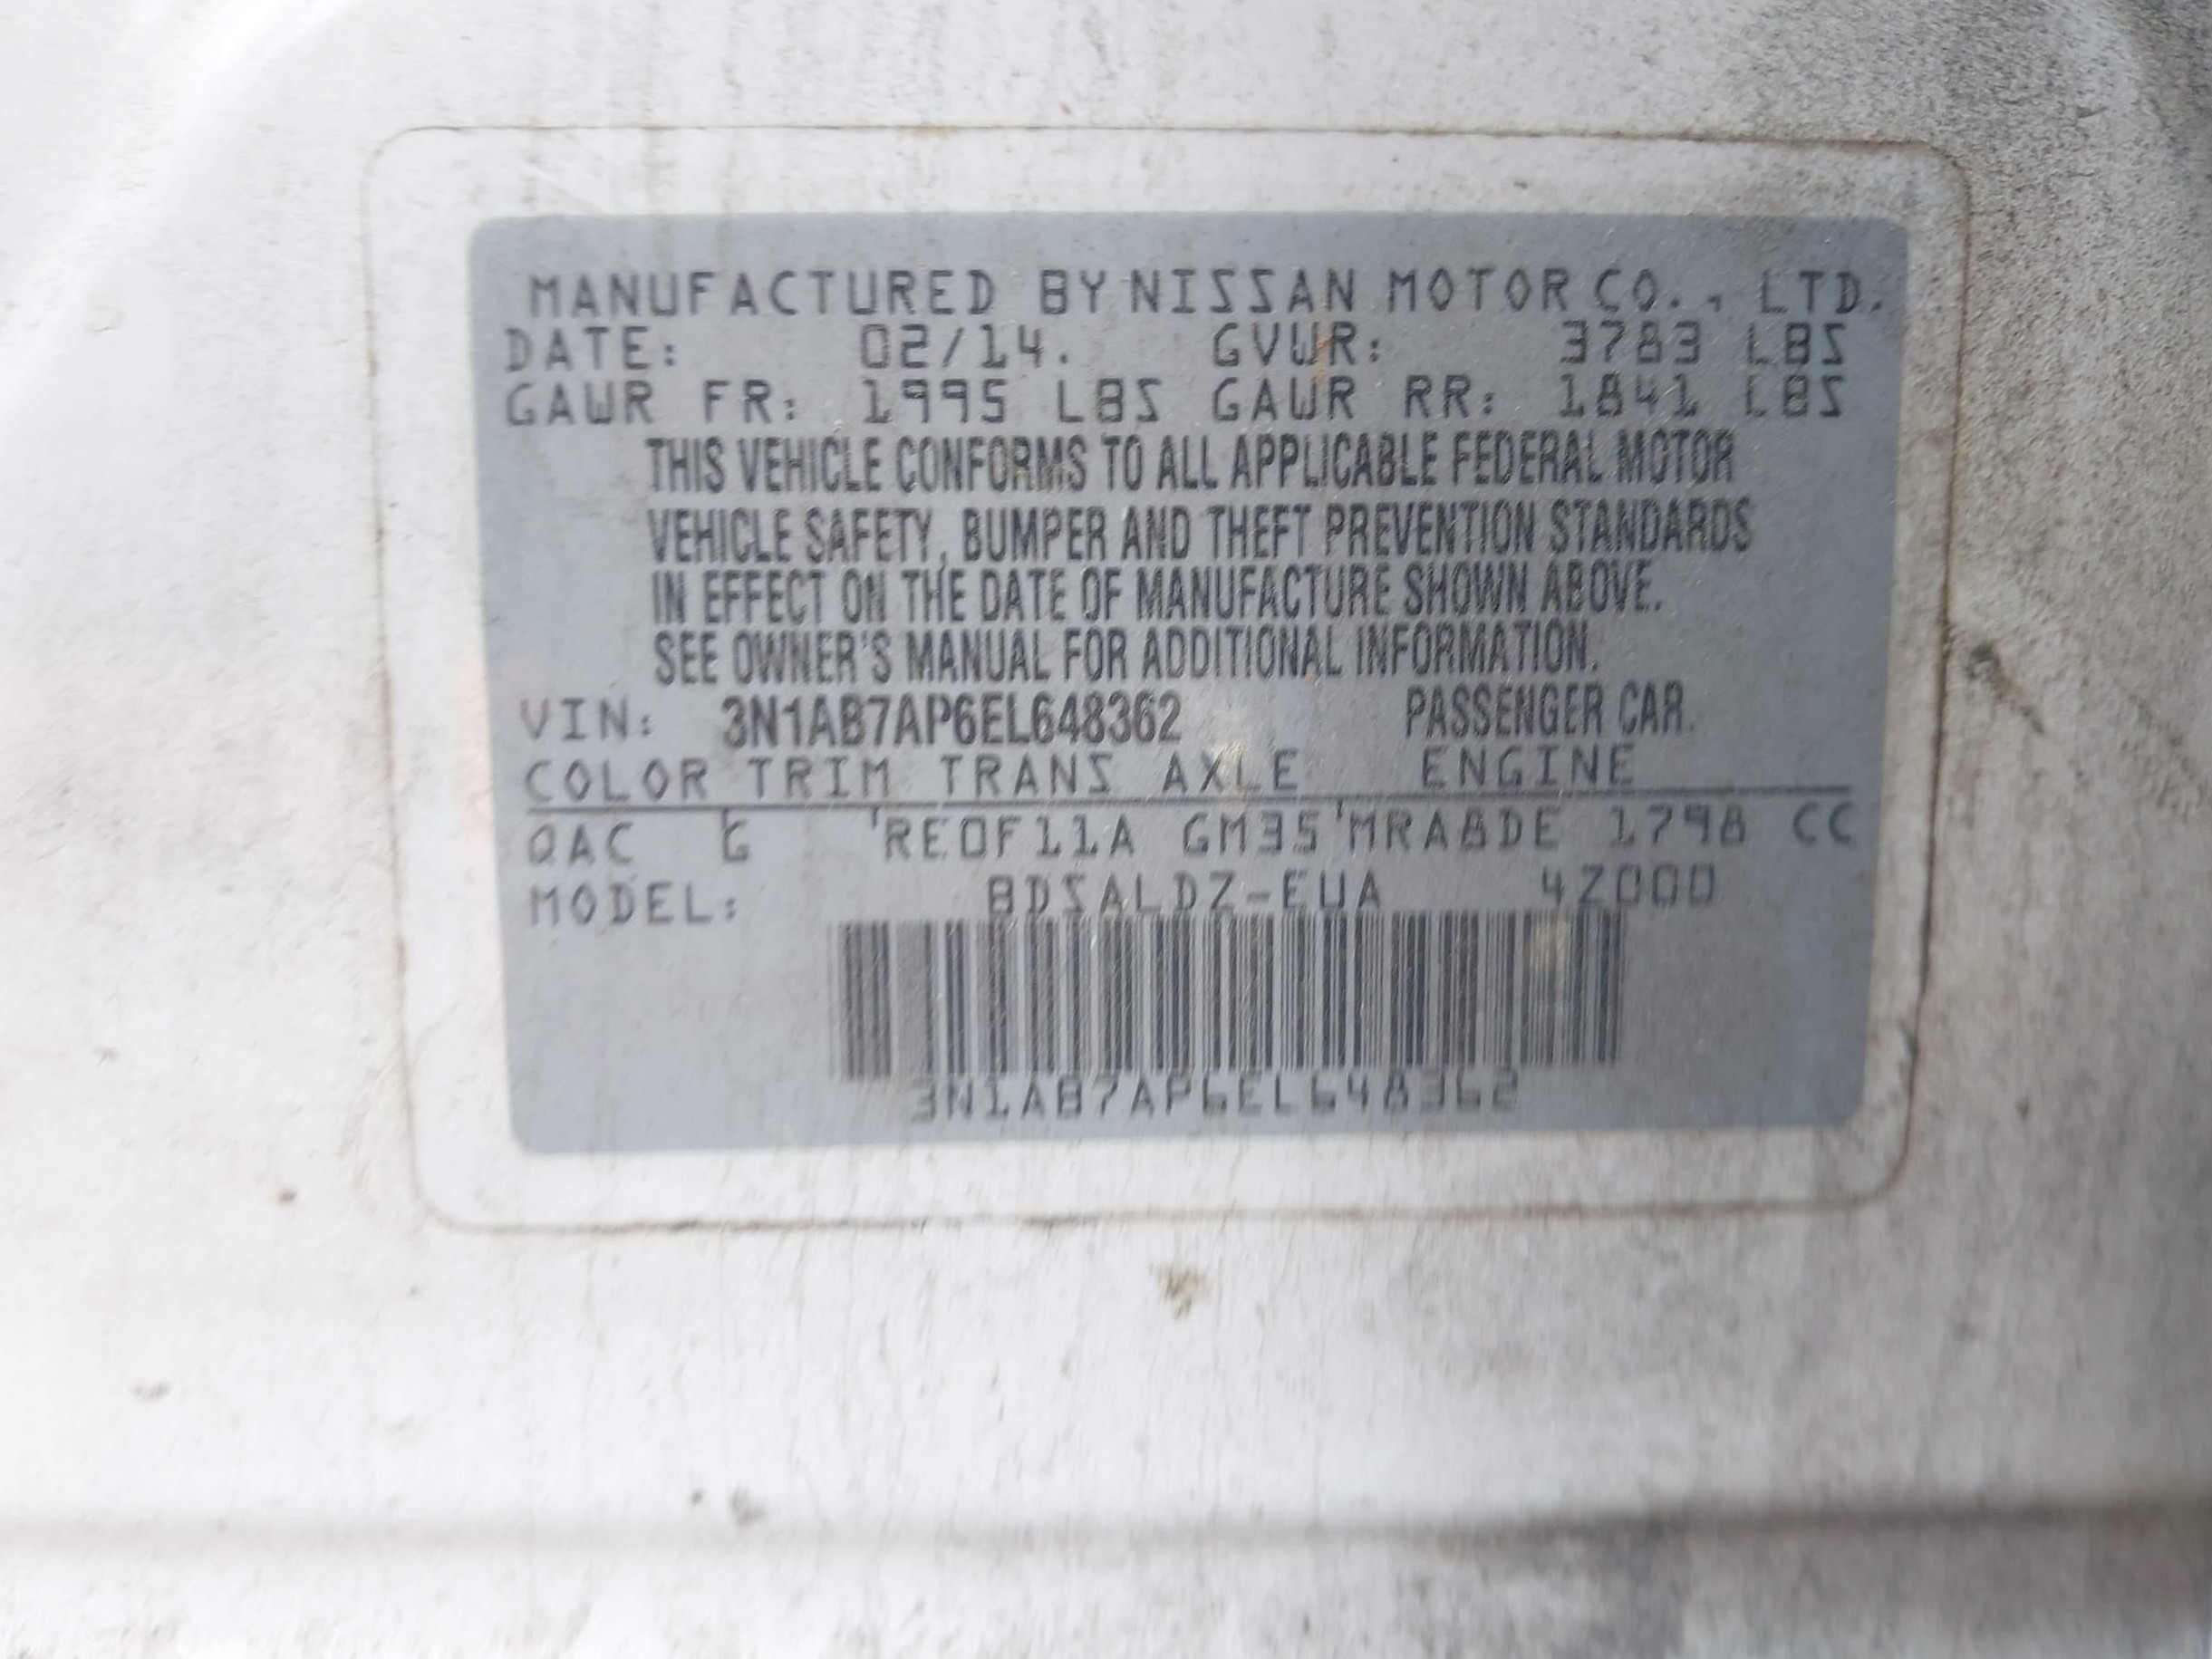 MANUFACTURED BY NISSAN MOTOR CO., LTD.
DATE: 02/14. GVWR: 3783 LBS
GAWR FR: 1995 LBS GAWR RR: 1841 LBS
THIS VEHICLE CONFORMS TO ALL APPLICABLE FEDERAL MOTOR
VEHICLE SAFETY, BUMPER AND THEFT PREVENTION STANDARDS
IN EFFECT ON THE DATE OF MANUFACTURE SHOWN ABOVE.
SEE OWNER'S MANUAL FOR ADDITIONAL INFORMATION.
VIN: 3N1AB7AP6EL648362 PASSENGER CAR
COLOR TRIM TRANS AXLE ENGINE
QAC G RE0F11A GM35 MRA8DE 1798 CC
MODEL: BDSALDZ-EUA 4Z000
3N1AB7AP6EL648362